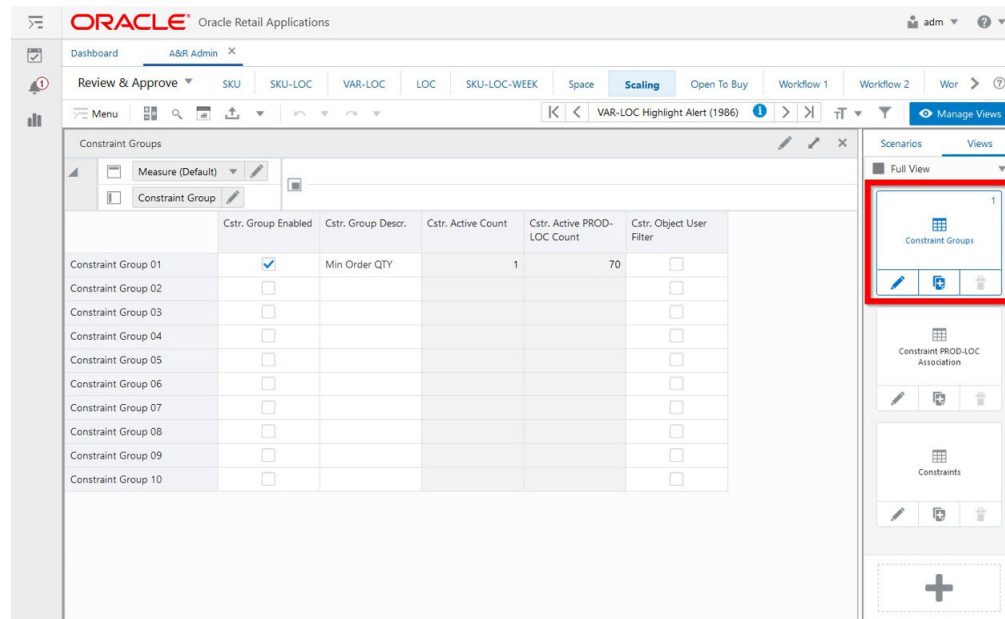 ORACLE® Oracle Retail Applications
adm
Dashboard A&R Admin
1
Review & Approve SKU SKU-LOC VAR-LOC LOC SKU-LOC-WEEK Space Scaling Open To Buy Workflow 1 Workflow 2 Wor
Menu VAR-LOC Highlight Alert (1986) Manage Views
Constraint Groups
Scenarios Views
Measure (Default)
Full View
Constraint Group
1
Constraint Groups
Cstr. Group Enabled Cstr. Group Descr. Cstr. Active Count Cstr. Active PROD-
LOC Count Cstr. Object User
Filter
Constraint Group 01 Min Order QTY 1 70
Constraint Group 02
Constraint Group 03
Constraint Group 04
Constraint Group 05
Constraint Group 06
Constraint Group 07
Constraint Group 08
Constraint Group 09
Constraint Group 10
Constraint PROD-LOC
Association
Constraints